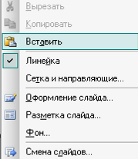 Вырезать
Копировать
Вставить
Линейка
Сетка и направляющие...
Оформление слайда...
Разметка слайда...
Фон...
Смена слайдов...